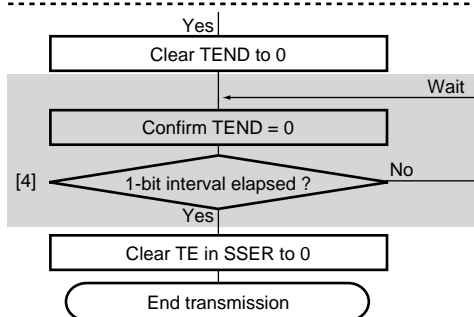 Yes
Clear TEND to 0
Wait
Confirm TEND = 0
[4]
1-bit interval elapsed ?
No
Yes
Clear TE in SSER to 0
End transmission